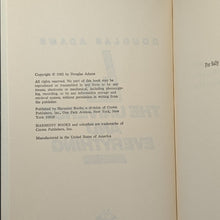 Copyright © 1982 by Douglas Adams
All rights reserved. No part of this book may be
reproduced or transmitted in any form or by any
means, electronic or mechanical, including photocopy-
ing, recording, or by any information storage and
retrieval system, without permission in writing from
the publisher.
Published by Harmony Books a division of Crown
Publishers, Inc., One Park Avenue, New York, New
York 10016
HARMONY BOOKS and colophon are trademarks of
Crown Publishers, Inc.
Manufactured in the United States of America
For Sally